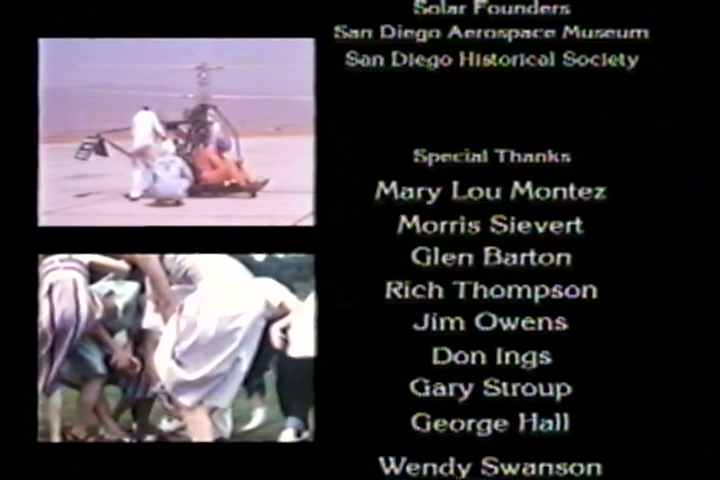 Solar Founders
San Diego Aerospace Museum
San Diego Historical Society
Special Thanks
Mary Lou Montez
Morris Sievert
Glen Barton
Rich Thompson
Jim Owens
Don Ings
Gary Stroup
George Hall
Wendy Swanson